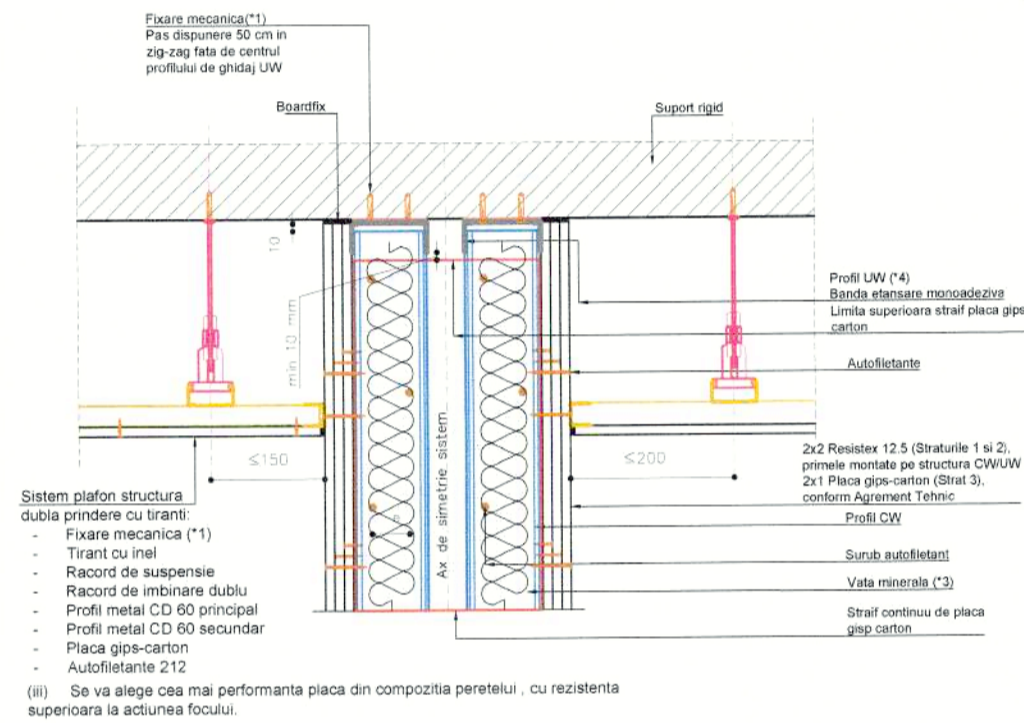 Fixare mecanica(*1)
Pas dispunere 50 cm in
zig-zag fata de centrul
profilului de ghidaj UW
Boardfix
Suport rigid
10
min 10 mm
Profil UW (*4)
Banda etansare monoadeziva
Limita superioara straif placa gips
carton
Autofiletante
Ax de simetrie sistem
≤150
≤200
2x2 Resistex 12.5 (Straturile 1 si 2),
primele montate pe structura CW/UW
2x1 Placa gips-carton (Strat 3),
conform Agrement Tehnic
Profil CW
Surub autofiletant
Vata minerala (*3)
Straif continuu de placa
gisp carton
Sistem plafon structura
dubla prindere cu tiranti:
- Fixare mecanica (*1)
- Tirant cu inel
- Racord de suspensie
- Racord de imbinare dublu
- Profil metal CD 60 principal
- Profil metal CD 60 secundar
- Placa gips-carton
- Autofiletante 212
(iii) Se va alege cea mai performanta placa din compozitia peretelui , cu rezistenta
superioara la actiunea focului.